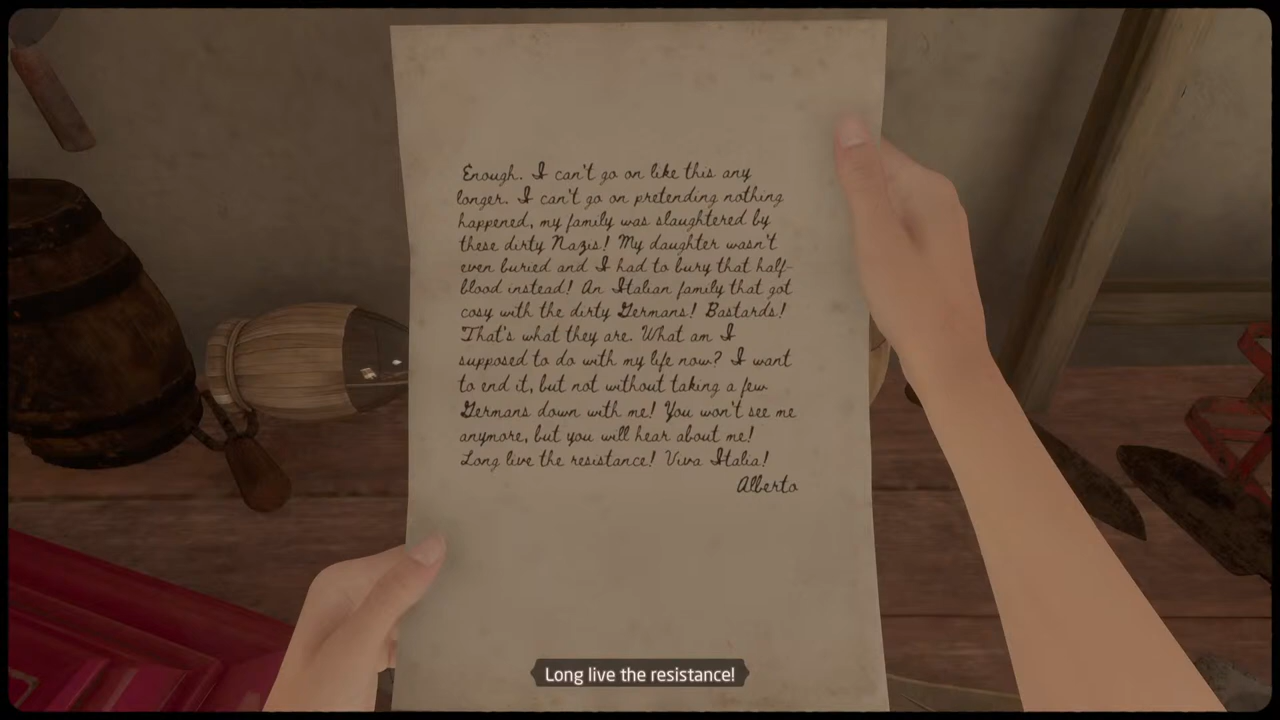 Enough. I can't go on like this any
longer. I can't go on pretending nothing
happened, my family was slaughtered by
these dirty Nazis! My daughter wasn't
even buried and I had to bury that half-
blood instead! An Italian family that got
cosy with the dirty Germans! Bastards!
That's what they are. What am I
supposed to do with my life now? I want
to end it, but not without taking a few
Germans down with me! You won't see me
anymore, but you will hear about me!
Long live the resistance! Viva Italia!
Alberto
Long live the resistance!